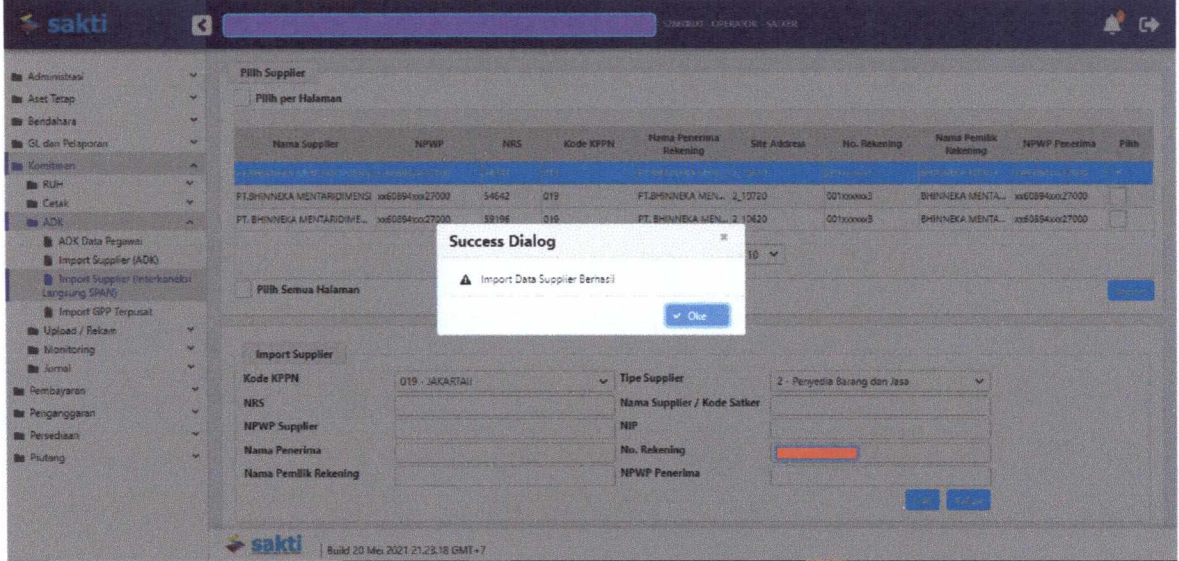 sakti
OPERATOR - SATKER
Administrasi
Aset Tetap
Bendahara
GL dan Pelaporan
Komitmen
RUH
Cetak
ADK
ADK Data Pegawai
Import Supplier (ADK)
Import Supplier (Interkoneksi
Langsung SPAN)
Import GPP Terpusat
Upload / Rekam
Monitoring
Jurnal
Pembayaran
Penganggaran
Persediaan
Piutang
Pilih Supplier
Pilih per Halaman
Nama Supplier NPWP NRS Kode KPPN Nama Penerima Rekening Site Address No. Rekening Nama Pemilik Rekening NPWP Penerima Pilih
PT.BHINNEKA MENTARIDIMENSI xx60894xxx27000 54642 019 PT.BHINNEKA MEN... 2_10720 001xxxxxx3 BHINNEKA MENTA... xx60894xxx27000
PT. BHINNEKA MENTARIDIME... xx60894xxx27000 59196 019 PT. BHINNEKA MEN... 2_10620 001xxxxxx3 BHINNEKA MENTA... xx60894xxx27000
10
Pilih Semua Halaman
Success Dialog
Import Data Supplier Berhasil
Oke
Import Supplier
Kode KPPN 019 - JAKARTAII Tipe Supplier 2 - Penyedia Barang dan Jasa
NRS Nama Supplier / Kode Satker
NPWP Supplier NIP
Nama Penerima No. Rekening
Nama Pemilik Rekening NPWP Penerima
sakti Build 20 Mei 2021 21.23.18 GMT+7